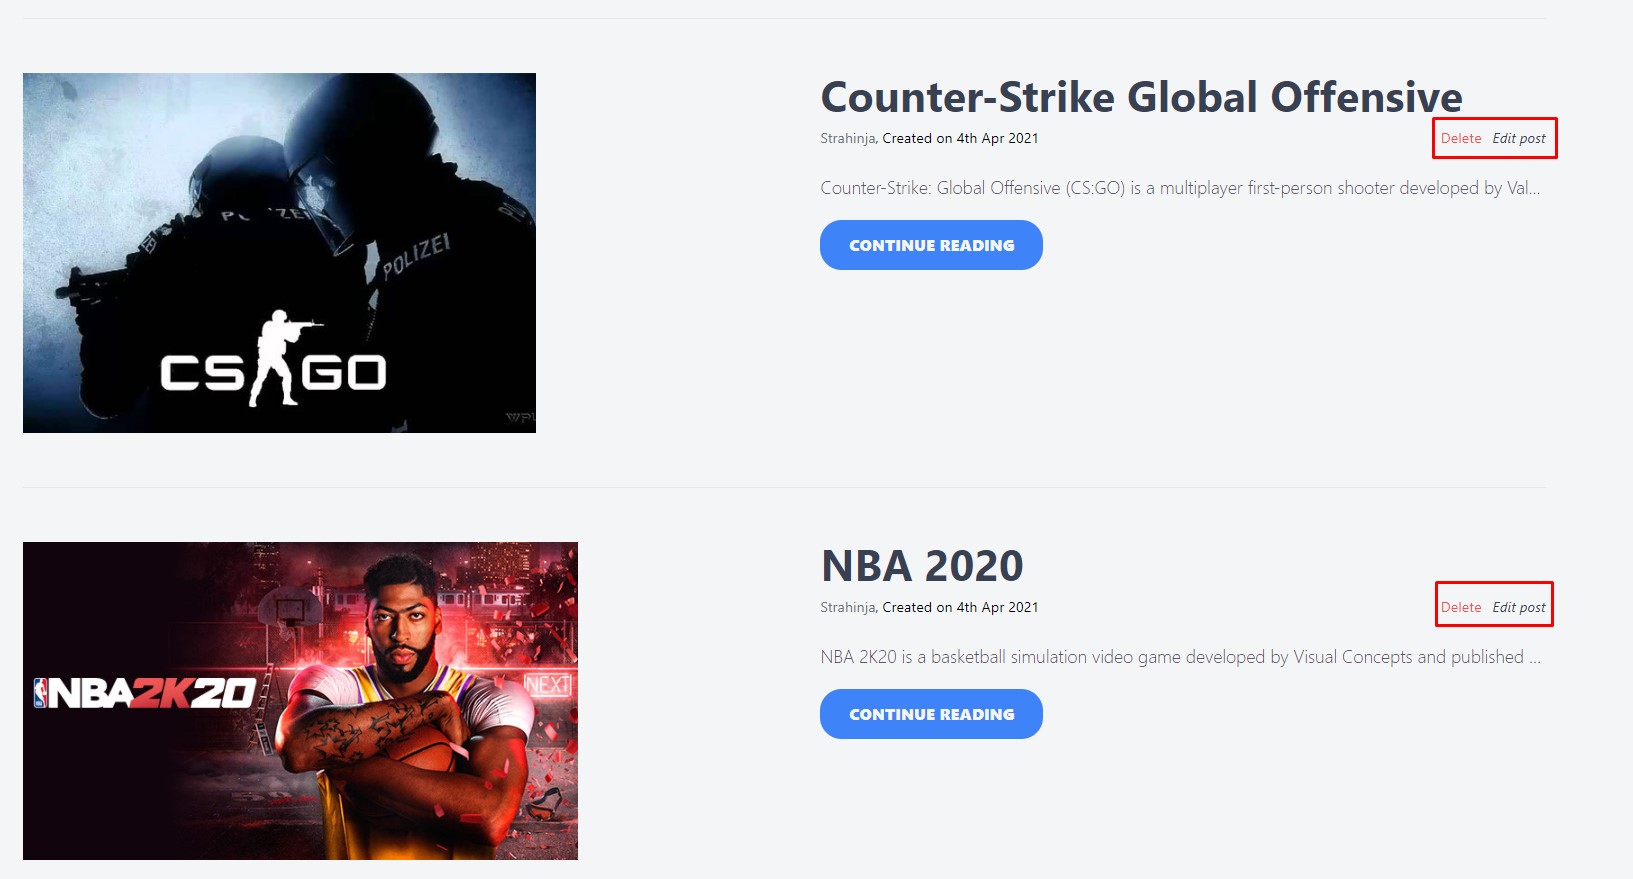 Counter-Strike Global Offensive
Strahinja, Created on 4th Apr 2021
Delete Edit post
Counter-Strike: Global Offensive (CS:GO) is a multiplayer first-person shooter developed by Val...
CONTINUE READING
POLIZEI
CS GO
NBA 2020
Strahinja, Created on 4th Apr 2021
Delete Edit post
NBA 2K20 is a basketball simulation video game developed by Visual Concepts and published ...
CONTINUE READING
NBA2K20
NEXT